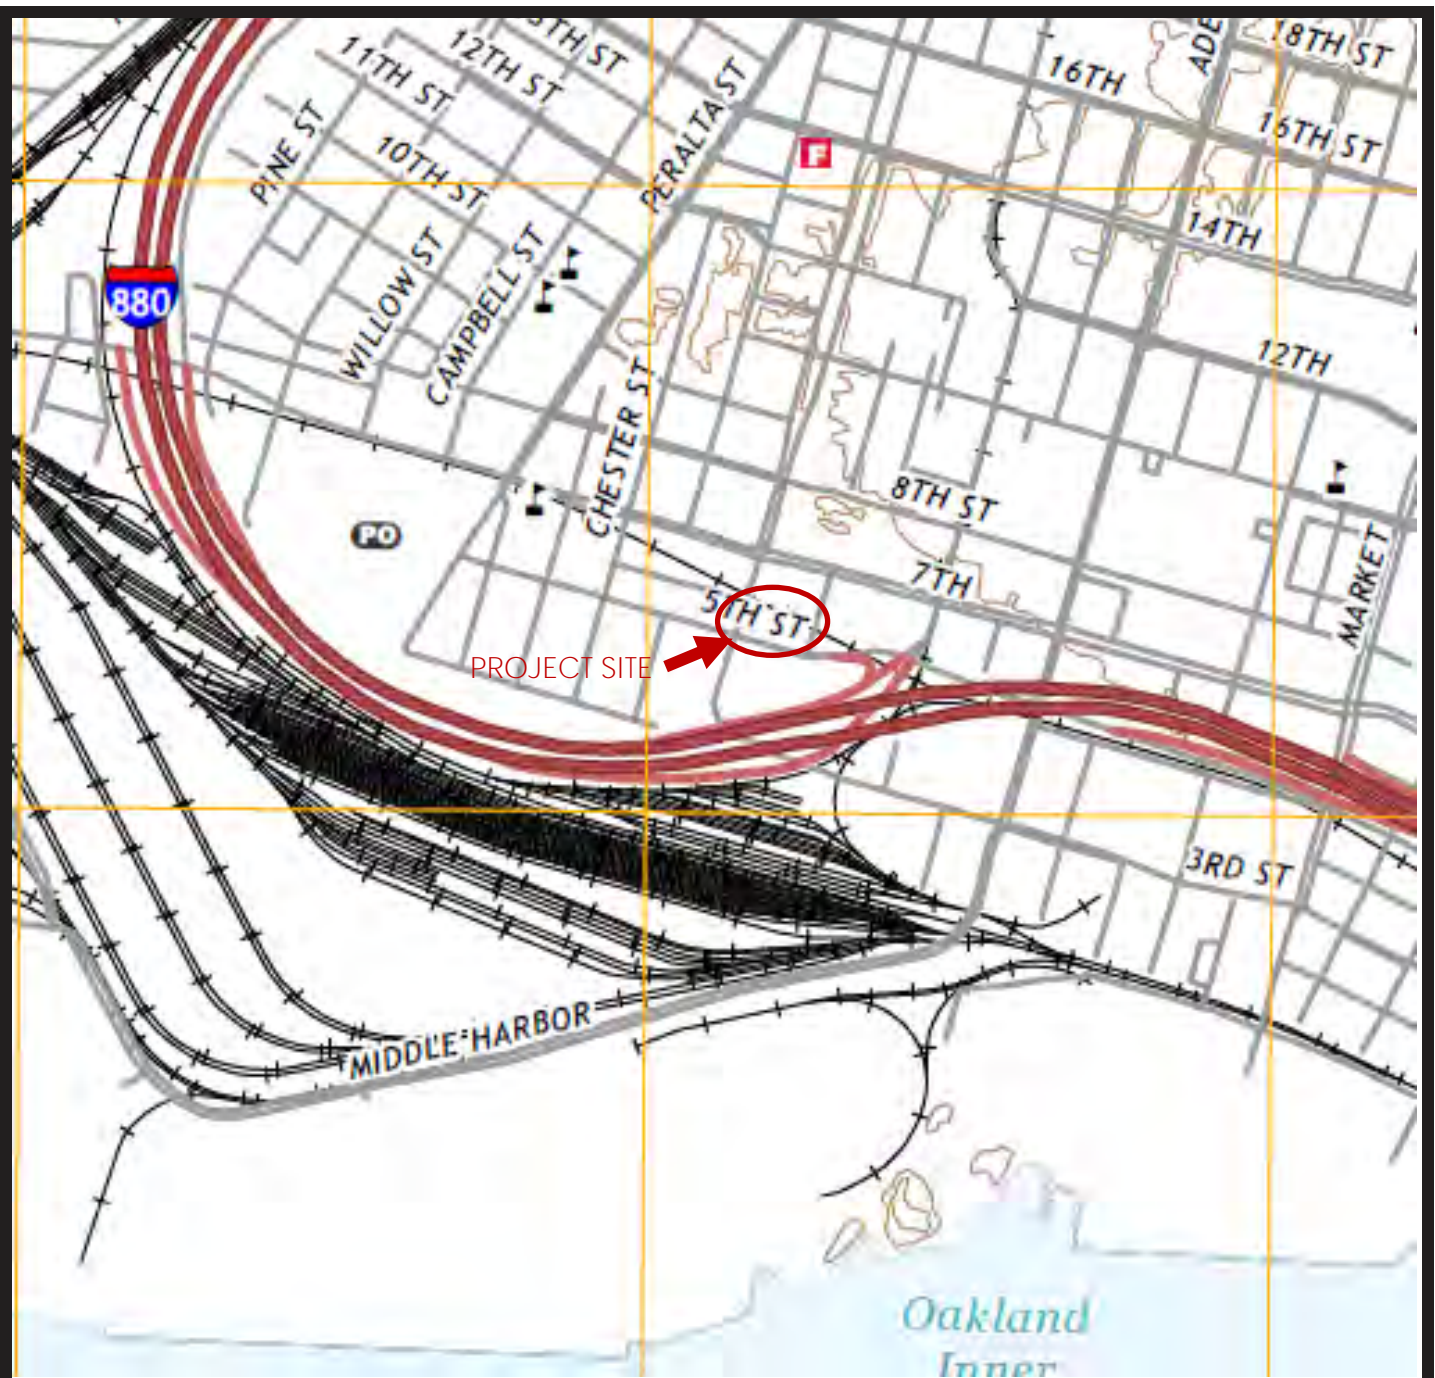 18TH ST
12TH ST
11TH ST
16TH
16TH ST
F
PINE ST
10TH ST
PERALTA ST
14TH
WILLOW ST
CAMPBELL ST
880
12TH
CHESTER ST
8TH ST
PO
7TH
MARKET
5TH ST
PROJECT SITE
3RD ST
MIDDLE HARBOR
Oakland
Inner